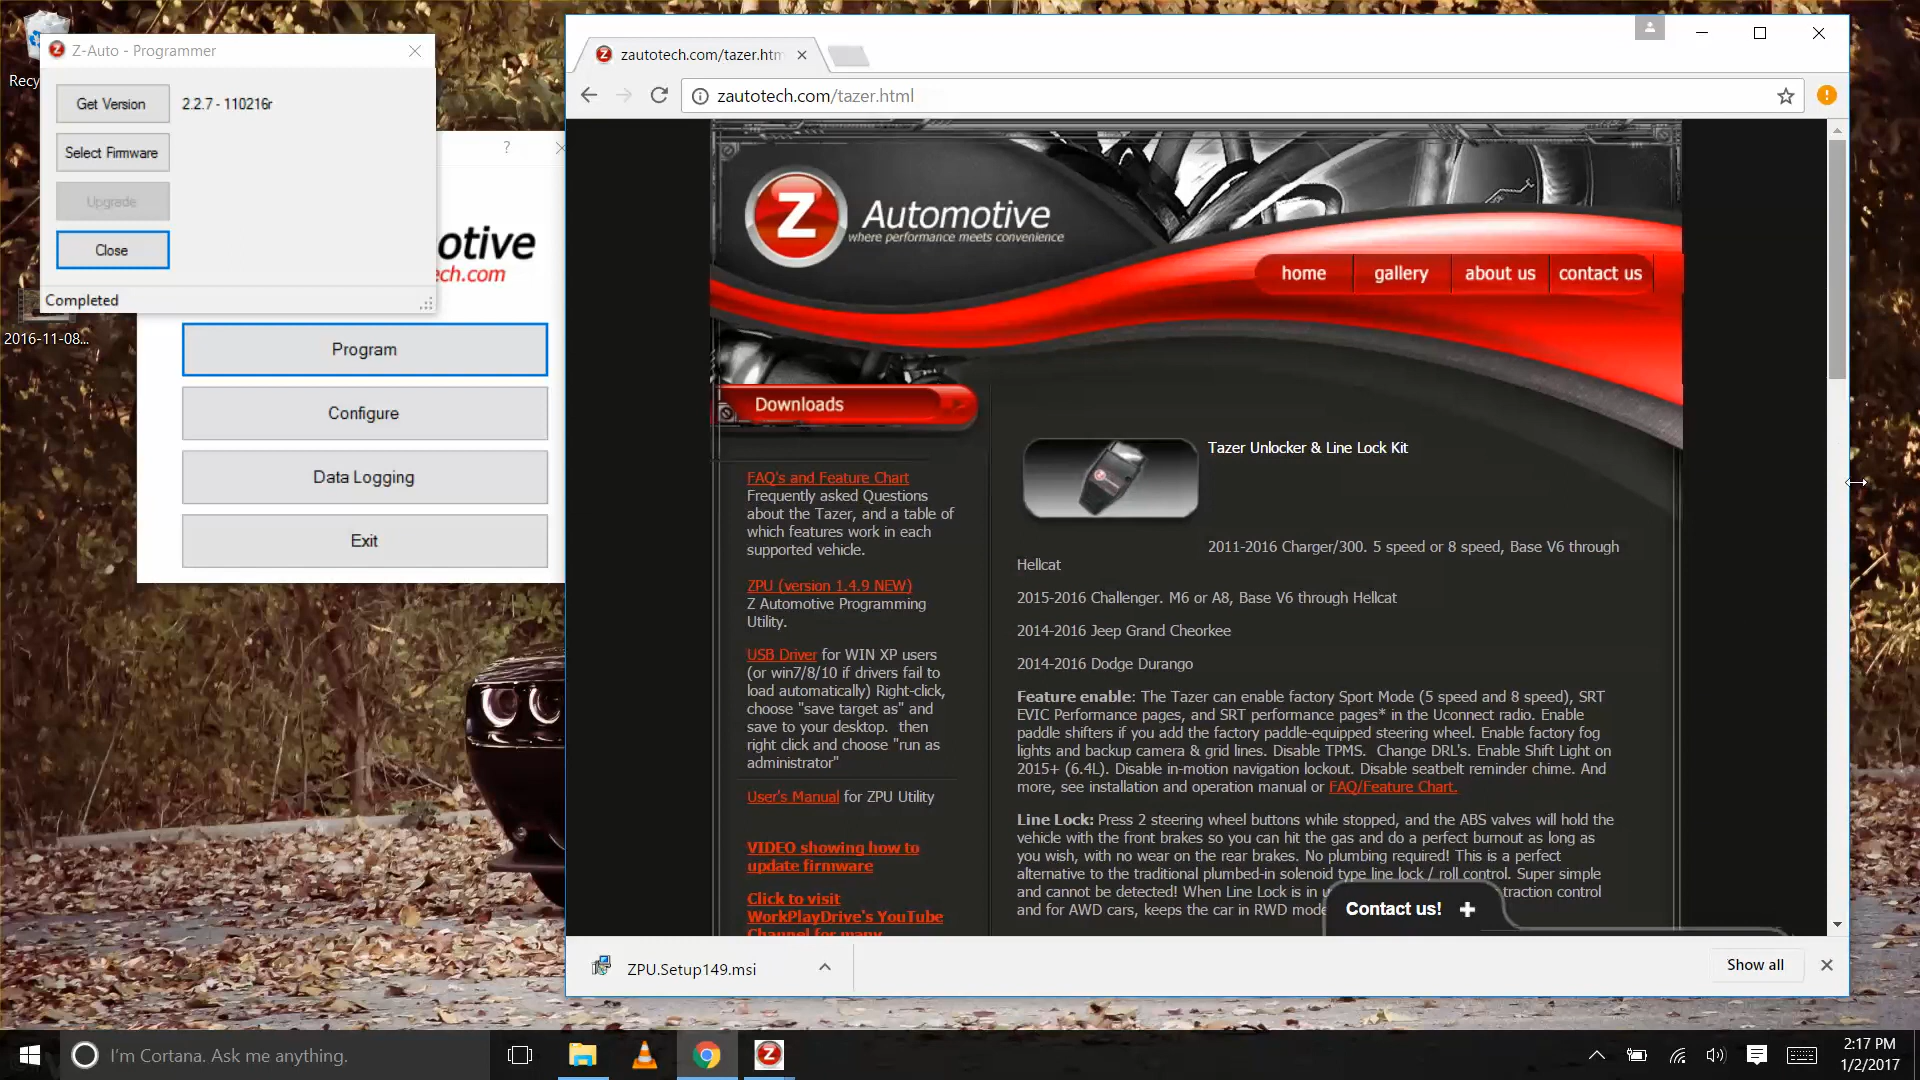 Recy
2016-11-08...
Z-Auto - Programmer
Get Version
2.2.7 - 110216r
Select Firmware
Upgrade
Close
Completed
?
otive
ech.com
Program
Configure
Data Logging
Exit
zautotech.com/tazer.htm
zautotech.com/tazer.html
Z Automotive
where performance meets convenience
home
gallery
about us
contact us
Downloads
FAQ's and Feature Chart
Frequently asked Questions
about the Tazer, and a table of
which features work in each
supported vehicle.
ZPU (version 1.4.9 NEW)
Z Automotive Programming
Utility.
USB Driver for WIN XP users
(or win7/8/10 if drivers fail to
load automatically) Right-click,
choose "save target as" and
save to your desktop.  then
right click and choose "run as
administrator"
User's Manual for ZPU Utility
VIDEO showing how to
update firmware
Click to visit
WorkPlayDrive's YouTube
Channel for many
Tazer Unlocker & Line Lock Kit
2011-2016 Charger/300. 5 speed or 8 speed, Base V6 through
Hellcat
2015-2016 Challenger. M6 or A8, Base V6 through Hellcat
2014-2016 Jeep Grand Cheorkee
2014-2016 Dodge Durango
Feature enable: The Tazer can enable factory Sport Mode (5 speed and 8 speed), SRT
EVIC Performance pages, and SRT performance pages* in the Uconnect radio. Enable
paddle shifters if you add the factory paddle-equipped steering wheel. Enable factory fog
lights and backup camera & grid lines. Disable TPMS.  Change DRL's. Enable Shift Light on
2015+ (6.4L). Disable in-motion navigation lockout. Disable seatbelt reminder chime. And
more, see installation and operation manual or FAQ/Feature Chart.
Line Lock: Press 2 steering wheel buttons while stopped, and the ABS valves will hold the
vehicle with the front brakes so you can hit the gas and do a perfect burnout as long as
you wish, with no wear on the rear brakes. No plumbing required! This is a perfect
alternative to the traditional plumbed-in solenoid type line lock / roll control. Super simple
and cannot be detected! When Line Lock is in u traction control
and for AWD cars, keeps the car in RWD mode
Contact us! +
ZPU.Setup149.msi
Show all
I'm Cortana. Ask me anything.
Z
2:17 PM
1/2/2017